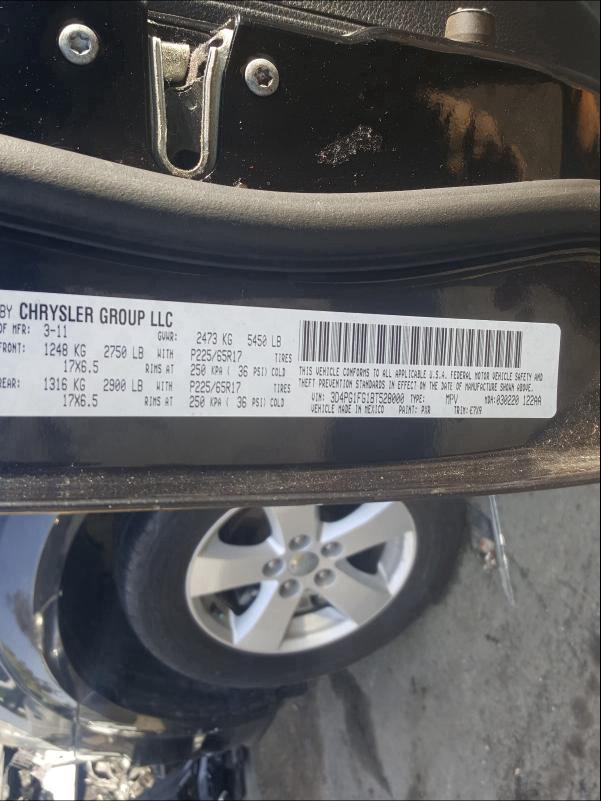 BY CHRYSLER GROUP LLC
OF MFR: 3-11 GVWR: 2473 KG 5450 LB
FRONT: 1248 KG 2750 LB WITH P225/65R17 TIRES
17X6.5 RIMS AT 250 KPA ( 36 PSI) COLD
REAR: 1316 KG 2900 LB WITH P225/65R17 TIRES
17X6.5 RIMS AT 250 KPA ( 36 PSI) COLD
THIS VEHICLE CONFORMS TO ALL APPLICABLE U.S.A. FEDERAL MOTOR VEHICLE SAFETY AND
THEFT PREVENTION STANDARDS IN EFFECT ON THE DATE OF MANUFACTURE SHOWN ABOVE.
VIN: 3D4PG1FG1BT528000 TYPE: MPV MDH: 030220 122AA
VEHICLE MADE IN MEXICO PAINT: PXR TRIM: E7X9